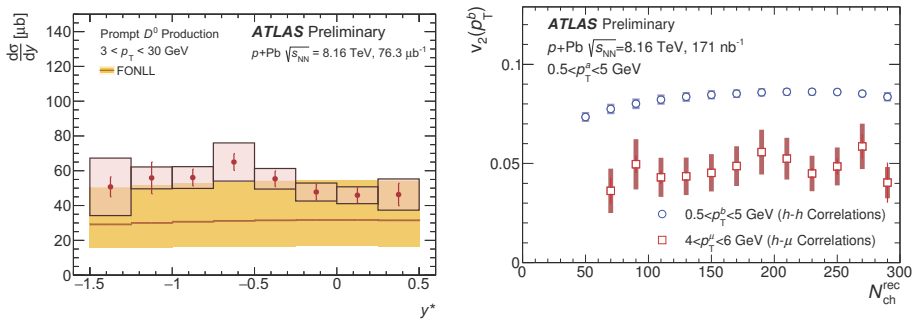 dσ/dy [μb]
140
120
100
80
60
40
20
0
Prompt D⁰ Production
3 < p_T < 30 GeV
FONLL
ATLAS Preliminary
p+Pb √s_NN = 8.16 TeV, 76.3 μb⁻¹
−1.5 −1 −0.5 0 0.5
y*
v₂(p_T^b)
0.1
0.05
0
ATLAS Preliminary
p+Pb √s_NN=8.16 TeV, 171 nb⁻¹
0.5<p_T^a<5 GeV
0.5<p_T^b<5 GeV (h-h Correlations)
4<p_T^μ<6 GeV (h-μ Correlations)
0 100 200 300
N_ch^rec